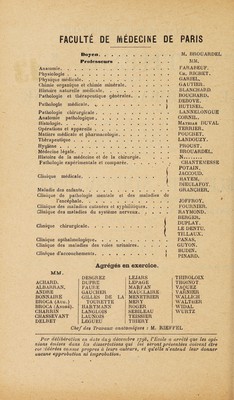 FACULTÉ DE MÉDECINE DE PARIS
Doyen. M. BROUARDEL
Professeurs MM.
Anatomie. FARABEUF.
Physiologie. CH. RICHET.
Physique médicale. GARIEL.
Chimie organique et chimie minérale. GAUTIER.
Histoire naturelle médicale. BLANCHARD.
Pathologie et thérapeutique générales. BOUCHARD.
Pathologie médicale. DEBOVE.
HUTINEL.
Pathologie chirurgicale. LANNELONGUE
Anatomie pathologique. CORNIL.
Histologie. MATHIAS DUVAL
Opérations et appareils. TERRIER.
Matière médicale et pharmacologie. POUCHET.
Thérapeutique. LANDOUZY.
Hygiène. PROUST.
Médecine légale. BROUARDEL.
Histoire de la médecine et de la chirurgie. N.
Pathologie expérimentale et comparée. CHANTEMESSE
POTAIN.
Clinique médicale. JACCOUD.
HAYEM.
DIEULAFOY.
Maladie des enfants. GRANCHER.
Clinique de pathologie mentale et des maladies de
l'encéphale. JOFFROY.
Clinique des maladies cutanées et syphilitiques. FOURNIER.
Clinique des maladies du système nerveux. RAYMOND.
BERGER.
Clinique chirurgicale. DUPLAY.
LE DENTU.
TILLAUX.
Clinique ophtalmologique. PANAS.
Clinique des maladies des voies urinaires. GUYON.
Clinique d'accouchements. BUDIN.
PINARD.
Agrégés en exercice.
MM.
ACHARD.
ALBARRAN.
ANDRE
BONNAIRE
BROCA (Aug.).
BROCA (André).
CHARRIN
CHASSEVANT
DELBET
DESGREZ
DUPRÉ
FAURE
GAUCHER
GILLES DE LA
TOURETTE
HARTMANN
LANGLOIS
LAUNOIS
LEGUEU
LEJARS
LEPAGE
MARFAN
MAUCLAIRE
MENETRIER
MÉRY
ROGER
SEBILEAU
TEISSIER
THIERY
THIROLOIX
THOINOT
VAQUEZ
VARNIER
WALLICH
WALTHER
WIDAL
WURTZ
Chef des Travaux anatomiques : M. RIEFFEL
Par délibération en date du 9 décembre 1798, l'École a arrêté que les opi-
nions émises dans les dissertations qui lui seront présentées doivent être
considérées comme propres à leurs auteurs, et qu'elle n'entend leur donner
aucune approbation ni improbation.